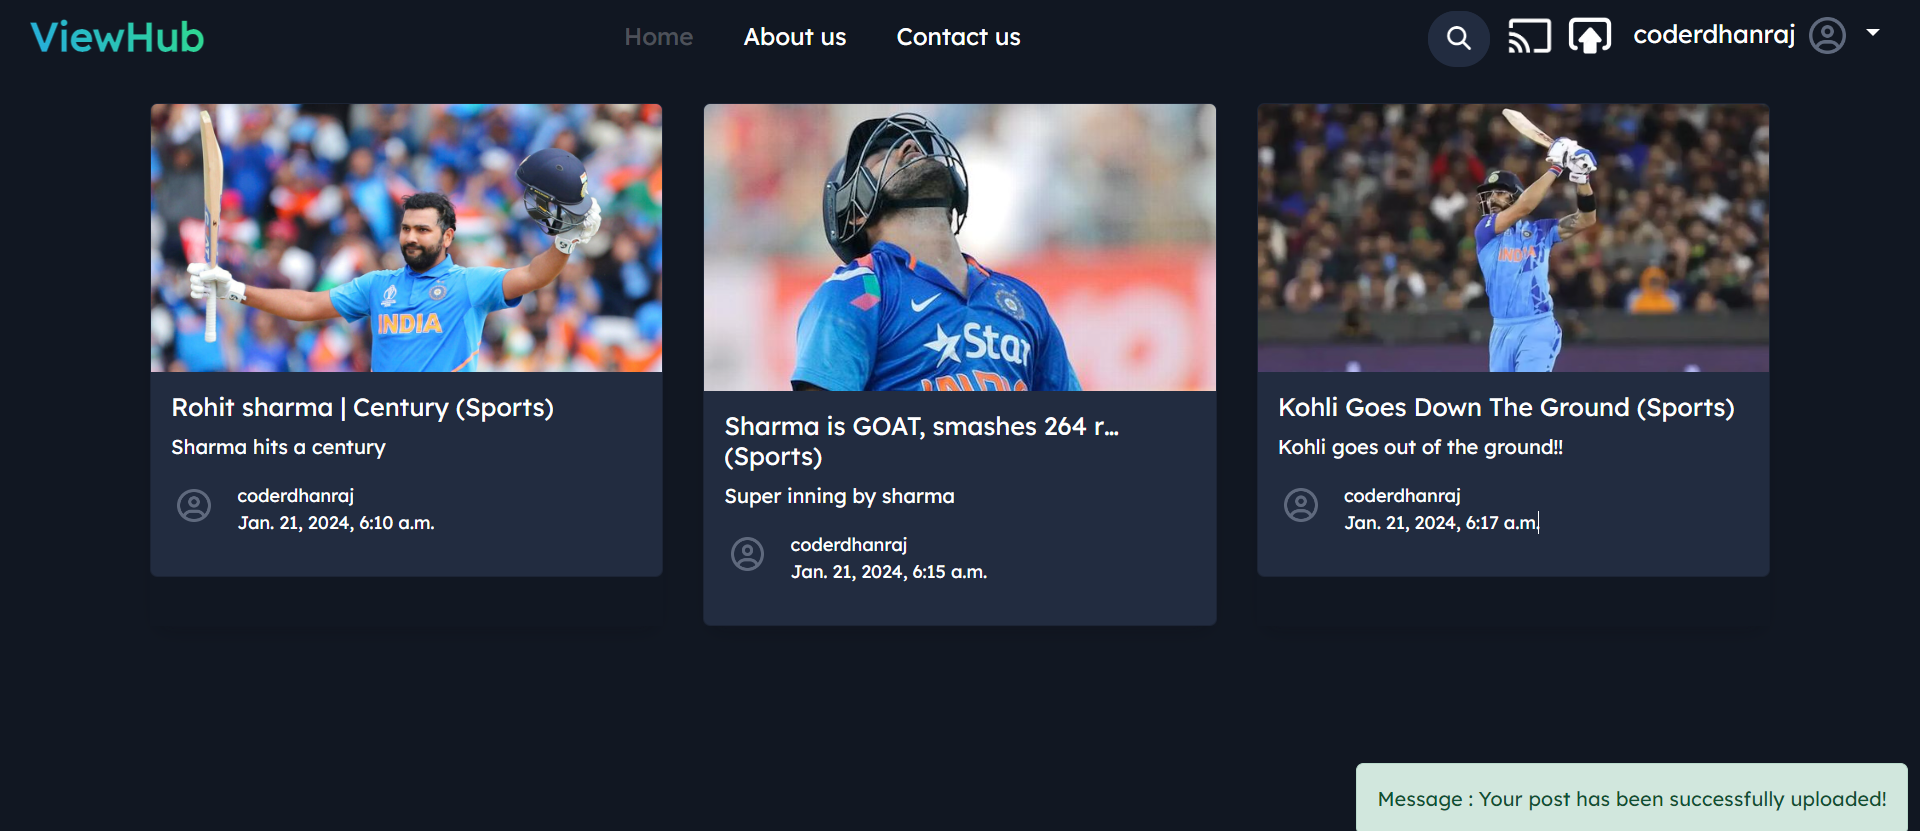 ViewHub
Home
About us
Contact us
coderdhanraj
INDIA
Rohit sharma | Century (Sports)
Sharma hits a century
coderdhanraj
Jan. 21, 2024, 6:10 a.m.
Star
INDIA
Sharma is GOAT, smashes 264 r...
(Sports)
Super inning by sharma
coderdhanraj
Jan. 21, 2024, 6:15 a.m.
INDIA
Kohli Goes Down The Ground (Sports)
Kohli goes out of the ground!!
coderdhanraj
Jan. 21, 2024, 6:17 a.m.
Message : Your post has been successfully uploaded!